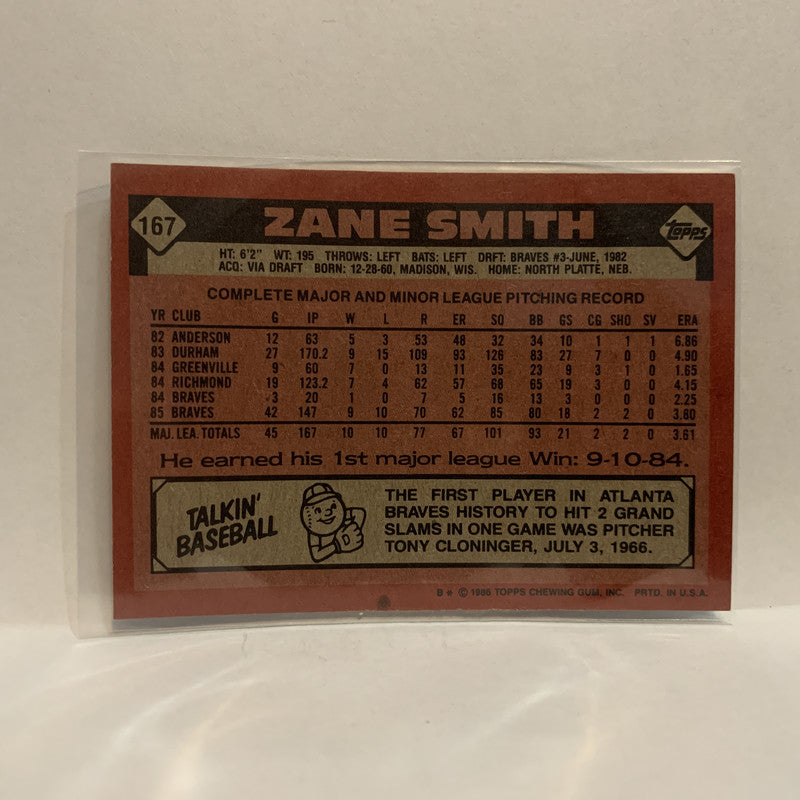 167 ZANE SMITH topps
HT: 6'2" WT: 195 THROWS: LEFT BATS: LEFT DRFT: BRAVES #3-JUNE, 1982
ACQ: VIA DRAFT BORN: 12-28-60, MADISON, WIS. HOME: NORTH PLATTE, NEB.
COMPLETE MAJOR AND MINOR LEAGUE PITCHING RECORD
YR CLUB G IP W L R ER SO BB GS CG SHO SV ERA
82 ANDERSON 12 63 5 3 53 48 32 34 10 1 1 1 6.86
83 DURHAM 27 170.2 9 15 109 93 126 83 27 7 0 0 4.90
84 GREENVILLE 9 60 7 0 13 11 35 23 9 3 1 0 1.65
84 RICHMOND 19 123.2 7 4 62 57 68 65 19 3 0 0 4.15
84 BRAVES 3 20 1 0 7 5 16 13 3 0 0 0 2.25
85 BRAVES 42 147 9 10 70 62 85 80 18 2 2 0 3.80
MAJ. LEA. TOTALS 45 167 10 10 77 67 101 93 21 2 2 0 3.61
He earned his 1st major league Win: 9-10-84.
TALKIN'
BASEBALL
THE FIRST PLAYER IN ATLANTA
BRAVES HISTORY TO HIT 2 GRAND
SLAMS IN ONE GAME WAS PITCHER
TONY CLONINGER, JULY 3, 1966.
B* © 1986 TOPPS CHEWING GUM, INC. PRTD. IN U.S.A.